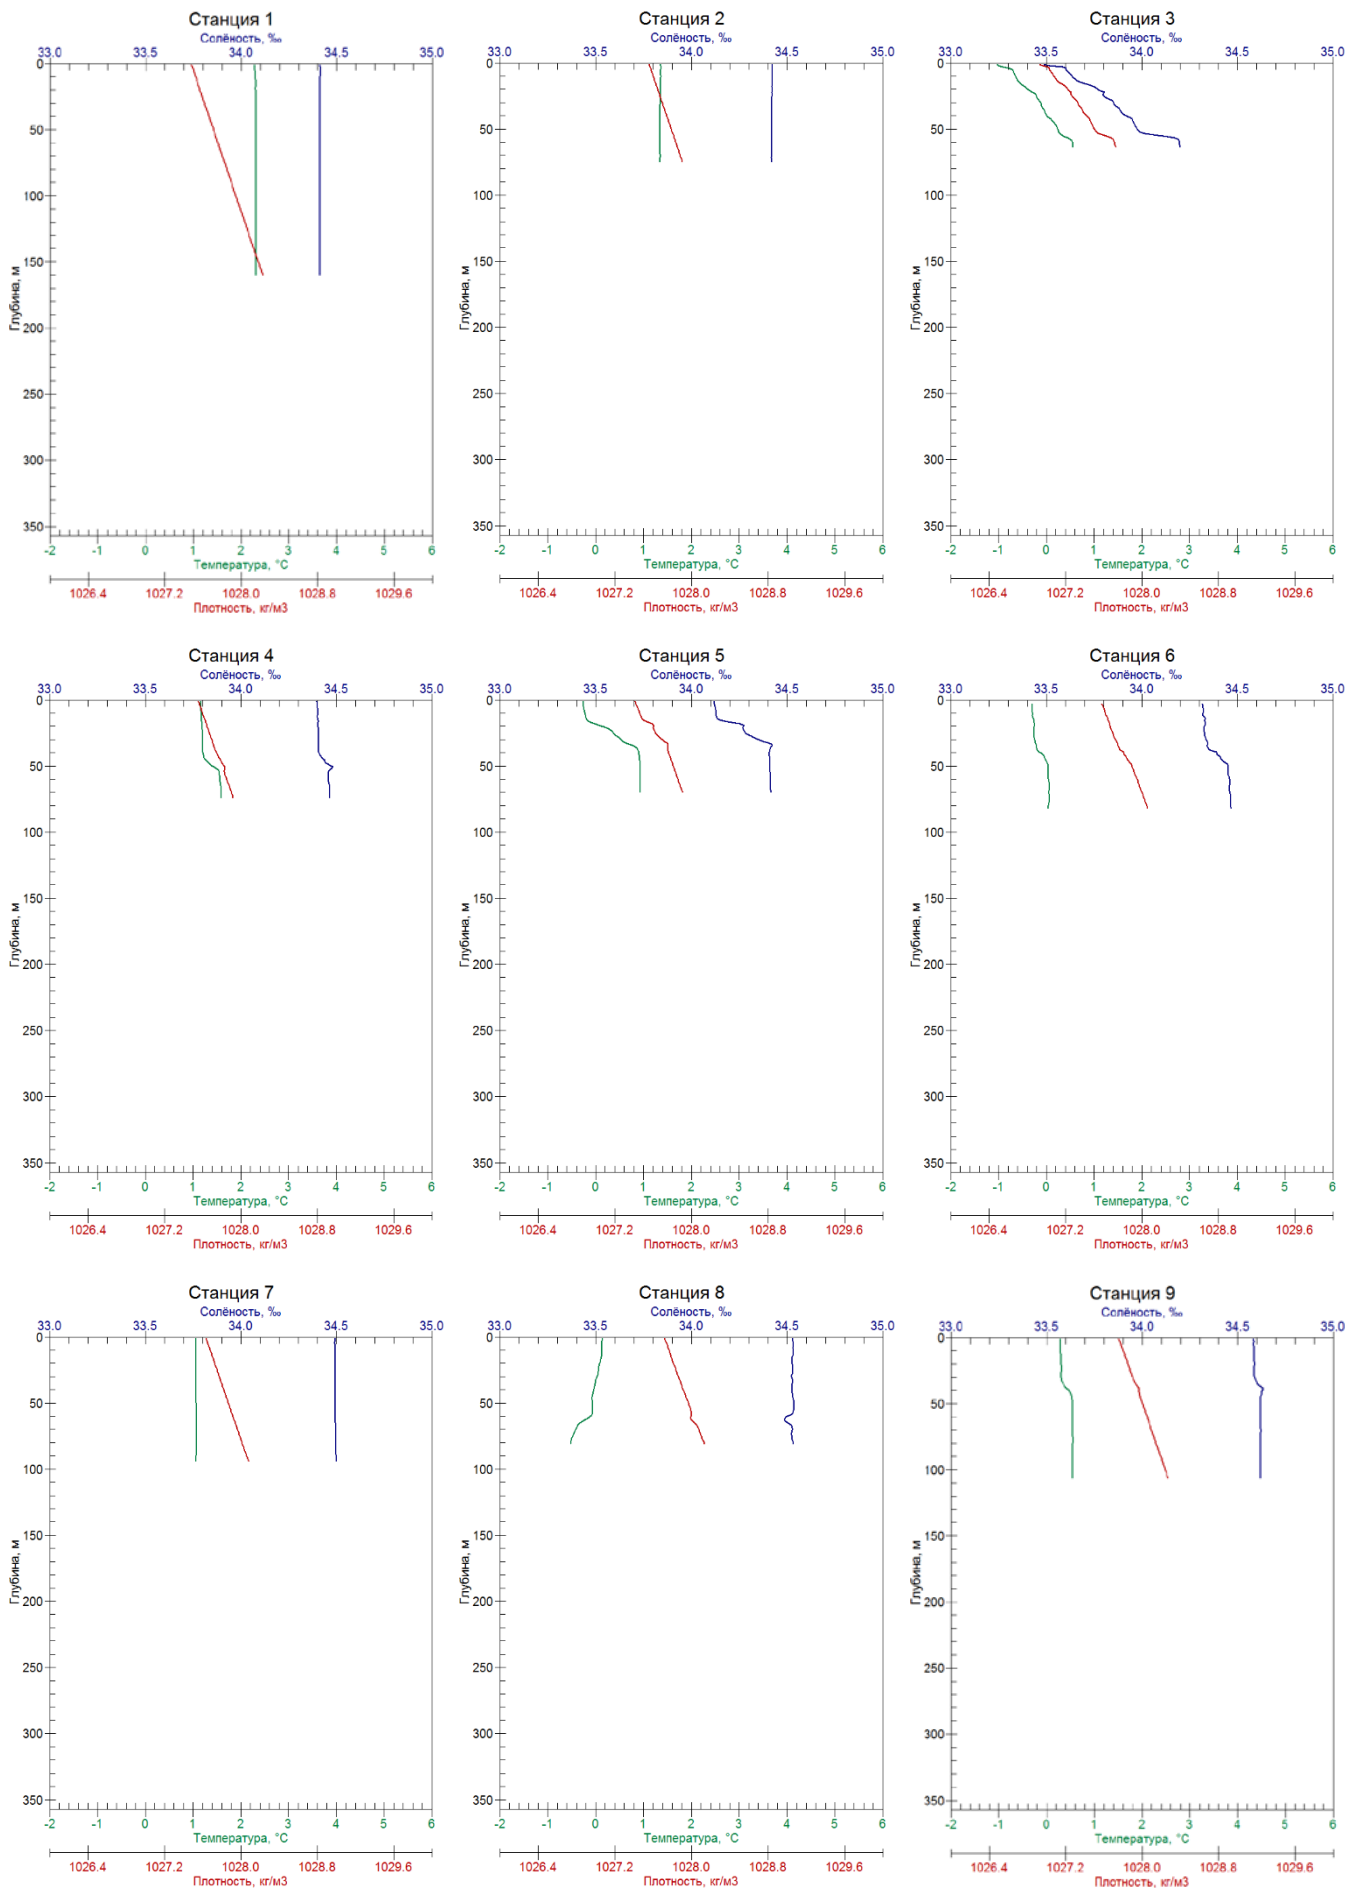 Станция 1
Солёность, ‰
33.0 33.5 34.0 34.5 35.0
0
50
100
150
200
250
300
350
Глубина, м
-2 -1 0 1 2 3 4 5 6
Температура, °C
1026.4 1027.2 1028.0 1028.8 1029.6
Плотность, кг/м3
Станция 2
Солёность, ‰
33.0 33.5 34.0 34.5 35.0
0
50
100
150
200
250
300
350
Глубина, м
-2 -1 0 1 2 3 4 5 6
Температура, °C
1026.4 1027.2 1028.0 1028.8 1029.6
Плотность, кг/м3
Станция 3
Солёность, ‰
33.0 33.5 34.0 34.5 35.0
0
50
100
150
200
250
300
350
Глубина, м
-2 -1 0 1 2 3 4 5 6
Температура, °C
1026.4 1027.2 1028.0 1028.8 1029.6
Плотность, кг/м3
Станция 4
Солёность, ‰
33.0 33.5 34.0 34.5 35.0
0
50
100
150
200
250
300
350
Глубина, м
-2 -1 0 1 2 3 4 5 6
Температура, °C
1026.4 1027.2 1028.0 1028.8 1029.6
Плотность, кг/м3
Станция 5
Солёность, ‰
33.0 33.5 34.0 34.5 35.0
0
50
100
150
200
250
300
350
Глубина, м
-2 -1 0 1 2 3 4 5 6
Температура, °C
1026.4 1027.2 1028.0 1028.8 1029.6
Плотность, кг/м3
Станция 6
Солёность, ‰
33.0 33.5 34.0 34.5 35.0
0
50
100
150
200
250
300
350
Глубина, м
-2 -1 0 1 2 3 4 5 6
Температура, °C
1026.4 1027.2 1028.0 1028.8 1029.6
Плотность, кг/м3
Станция 7
Солёность, ‰
33.0 33.5 34.0 34.5 35.0
0
50
100
150
200
250
300
350
Глубина, м
-2 -1 0 1 2 3 4 5 6
Температура, °C
1026.4 1027.2 1028.0 1028.8 1029.6
Плотность, кг/м3
Станция 8
Солёность, ‰
33.0 33.5 34.0 34.5 35.0
0
50
100
150
200
250
300
350
Глубина, м
-2 -1 0 1 2 3 4 5 6
Температура, °C
1026.4 1027.2 1028.0 1028.8 1029.6
Плотность, кг/м3
Станция 9
Солёность, ‰
33.0 33.5 34.0 34.5 35.0
0
50
100
150
200
250
300
350
Глубина, м
-2 -1 0 1 2 3 4 5 6
Температура, °C
1026.4 1027.2 1028.0 1028.8 1029.6
Плотность, кг/м3